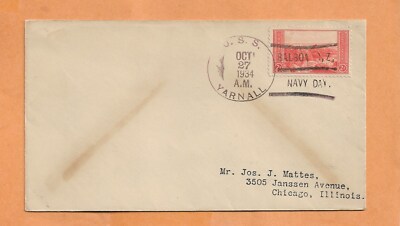 U. S. S.
OCT
27
1934
A.M.
YARNALL
BALBOA C.Z.
NAVY DAY.
Mr. Jos. J. Mattes,
3505 Janssen Avenue,
Chicago, Illinois.